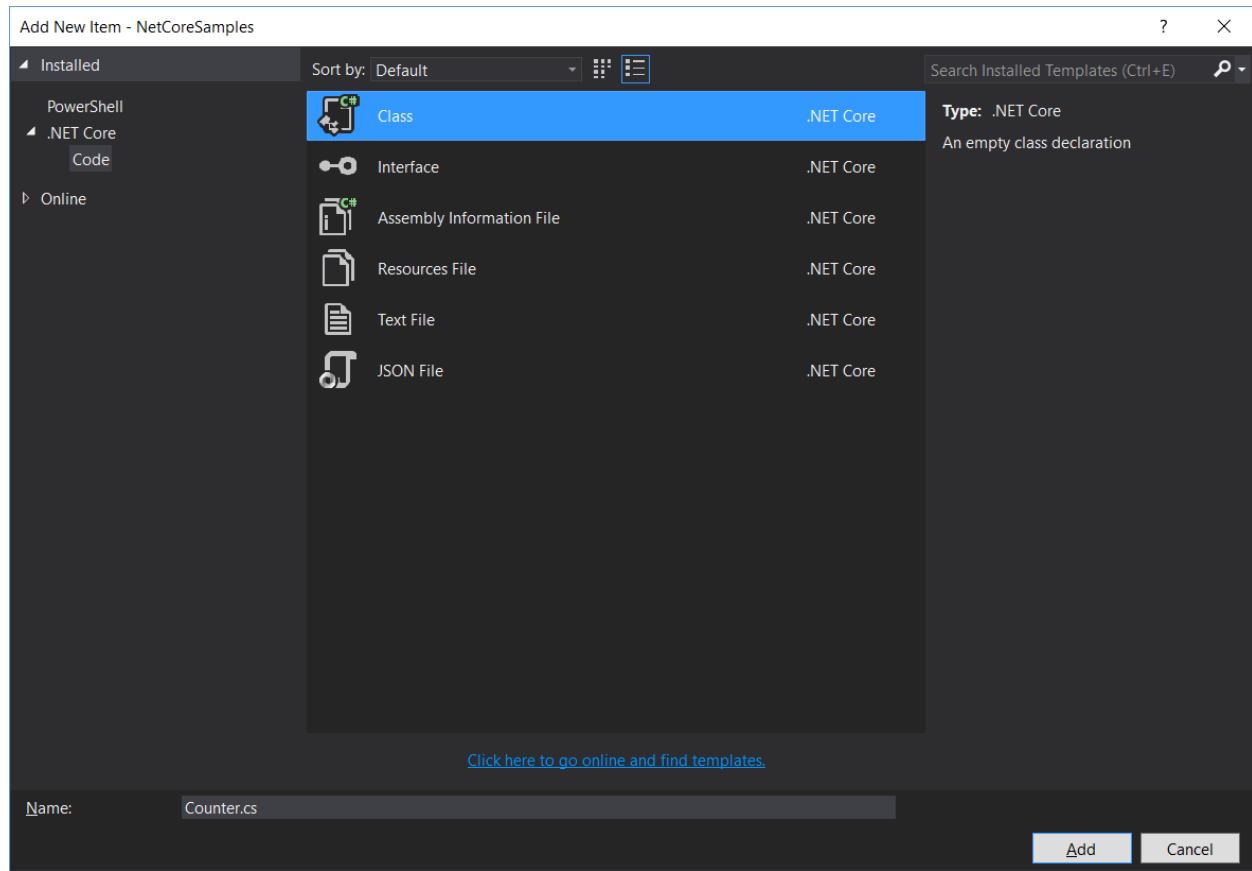 Add New Item - NetCoreSamples ?
Installed
PowerShell
.NET Core
Code
Online
Sort by: Default
Search Installed Templates (Ctrl+E)
C# Class .NET Core
Interface .NET Core
C# Assembly Information File .NET Core
Resources File .NET Core
Text File .NET Core
JSON File .NET Core
Type: .NET Core
An empty class declaration
Click here to go online and find templates.
Name: Counter.cs
Add Cancel